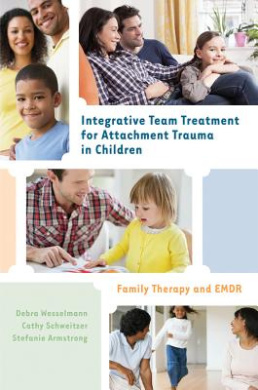 Integrative Team Treatment
for Attachment Trauma
in Children
Family Therapy and EMDR
Debra Wesselmann
Cathy Schweitzer
Stefanie Armstrong